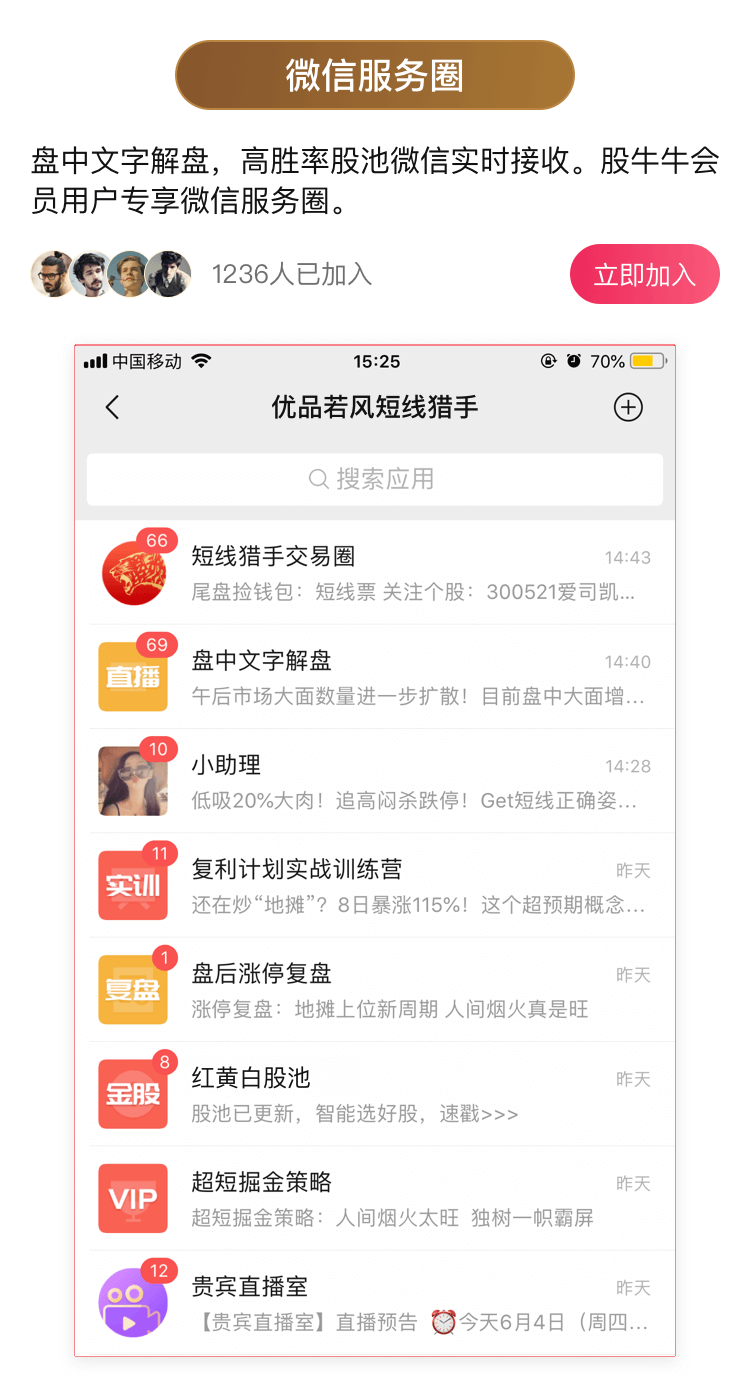 微信服务圈
盘中文字解盘，高胜率股池微信实时接收。股牛牛会
员用户专享微信服务圈。
1236人已加入
立即加入
中国移动 15:25 70%
优品若风短线猎手
搜索应用
66
短线猎手交易圈 14:43
尾盘捡钱包：短线票 关注个股：300521爱司凯...
69
直播
盘中文字解盘 14:40
午后市场大面数量进一步扩散！目前盘中大面增...
10
小助理 14:28
低吸20%大肉！追高闷杀跌停！Get短线正确姿...
11
实训
复利计划实战训练营 昨天
还在炒“地摊”？8日暴涨115%！这个超预期概念...
1
复盘
盘后涨停复盘 昨天
涨停复盘：地摊上位新周期 人间烟火真是旺
8
金股
红黄白股池 昨天
股池已更新，智能选好股，速戳>>>
VIP
超短掘金策略 昨天
超短掘金策略：人间烟火太旺 独树一帜霸屏
12
贵宾直播室 昨天
【贵宾直播室】直播预告 ⏰今天6月4日（周四...